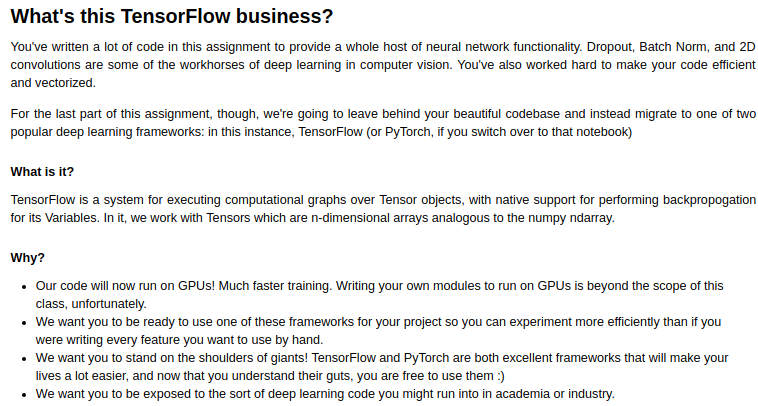 What's this TensorFlow business?
You've written a lot of code in this assignment to provide a whole host of neural network functionality. Dropout, Batch Norm, and 2D
convolutions are some of the workhorses of deep learning in computer vision. You've also worked hard to make your code efficient
and vectorized.
For the last part of this assignment, though, we're going to leave behind your beautiful codebase and instead migrate to one of two
popular deep learning frameworks: in this instance, TensorFlow (or PyTorch, if you switch over to that notebook)
What is it?
TensorFlow is a system for executing computational graphs over Tensor objects, with native support for performing backpropogation
for its Variables. In it, we work with Tensors which are n-dimensional arrays analogous to the numpy ndarray.
Why?
• Our code will now run on GPUs! Much faster training. Writing your own modules to run on GPUs is beyond the scope of this
class, unfortunately.
• We want you to be ready to use one of these frameworks for your project so you can experiment more efficiently than if you
were writing every feature you want to use by hand.
• We want you to stand on the shoulders of giants! TensorFlow and PyTorch are both excellent frameworks that will make your
lives a lot easier, and now that you understand their guts, you are free to use them :)
• We want you to be exposed to the sort of deep learning code you might run into in academia or industry.